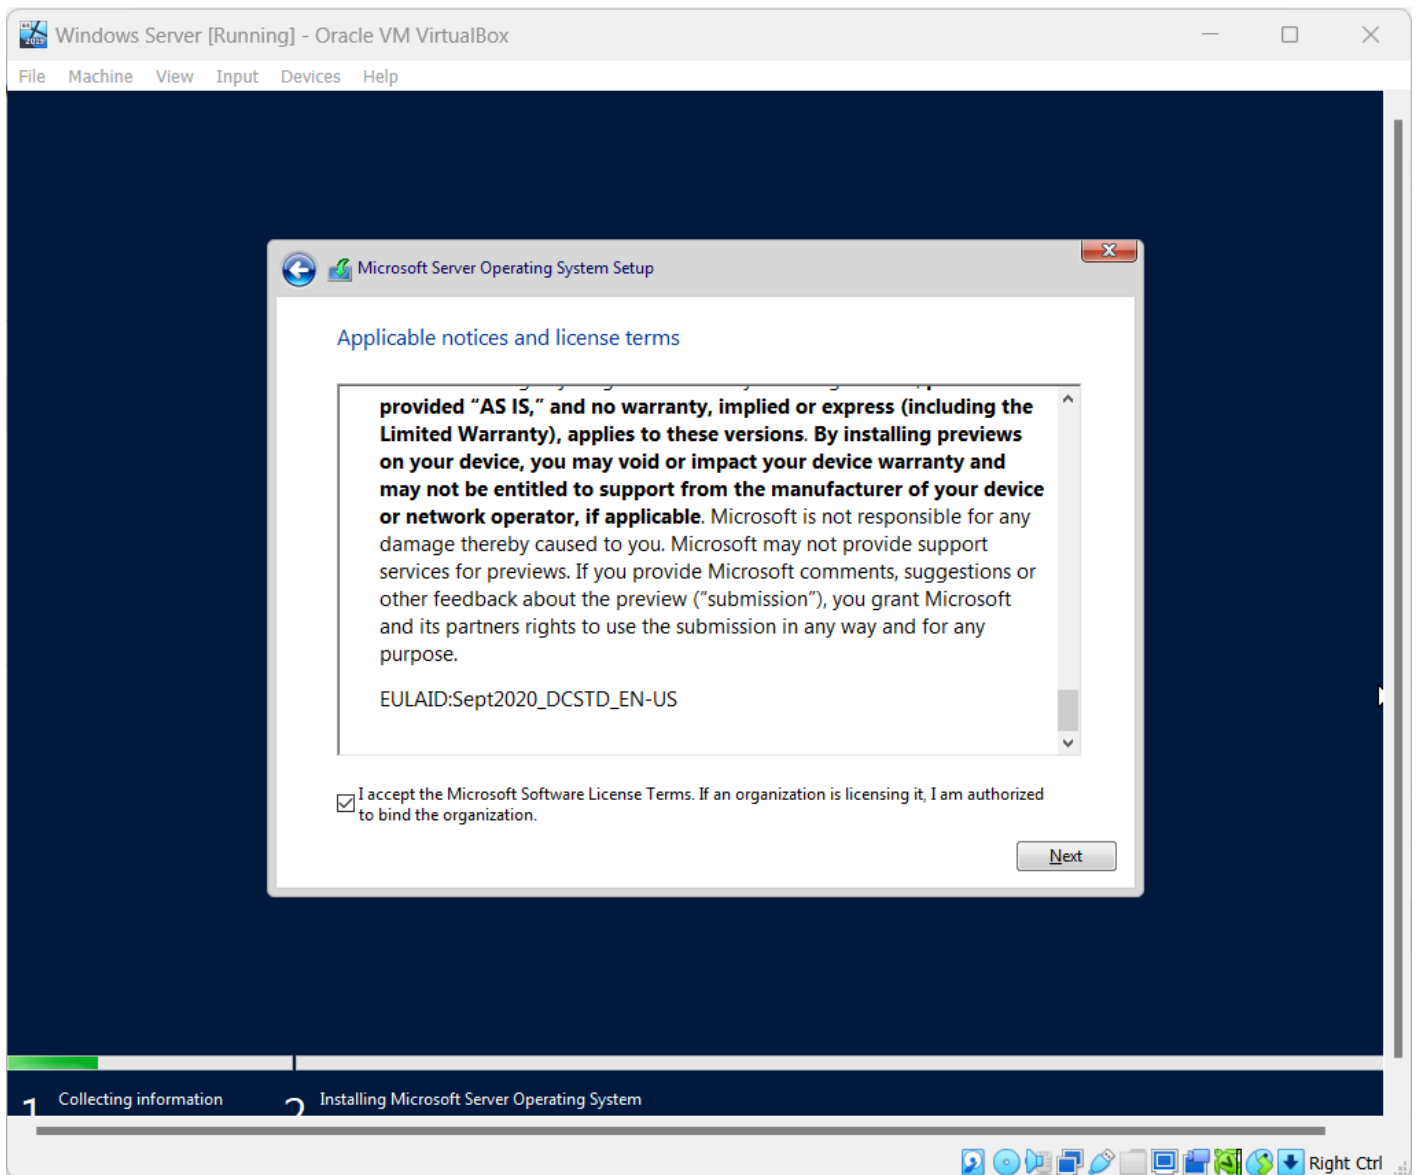 Windows Server [Running] - Oracle VM VirtualBox
File Machine View Input Devices Help
Microsoft Server Operating System Setup
Applicable notices and license terms
provided “AS IS,” and no warranty, implied or express (including the
Limited Warranty), applies to these versions. By installing previews
on your device, you may void or impact your device warranty and
may not be entitled to support from the manufacturer of your device
or network operator, if applicable. Microsoft is not responsible for any
damage thereby caused to you. Microsoft may not provide support
services for previews. If you provide Microsoft comments, suggestions or
other feedback about the preview (“submission”), you grant Microsoft
and its partners rights to use the submission in any way and for any
purpose.
EULAID:Sept2020_DCSTD_EN-US
I accept the Microsoft Software License Terms. If an organization is licensing it, I am authorized
to bind the organization.
Next
1 Collecting information 2 Installing Microsoft Server Operating System
Right Ctrl